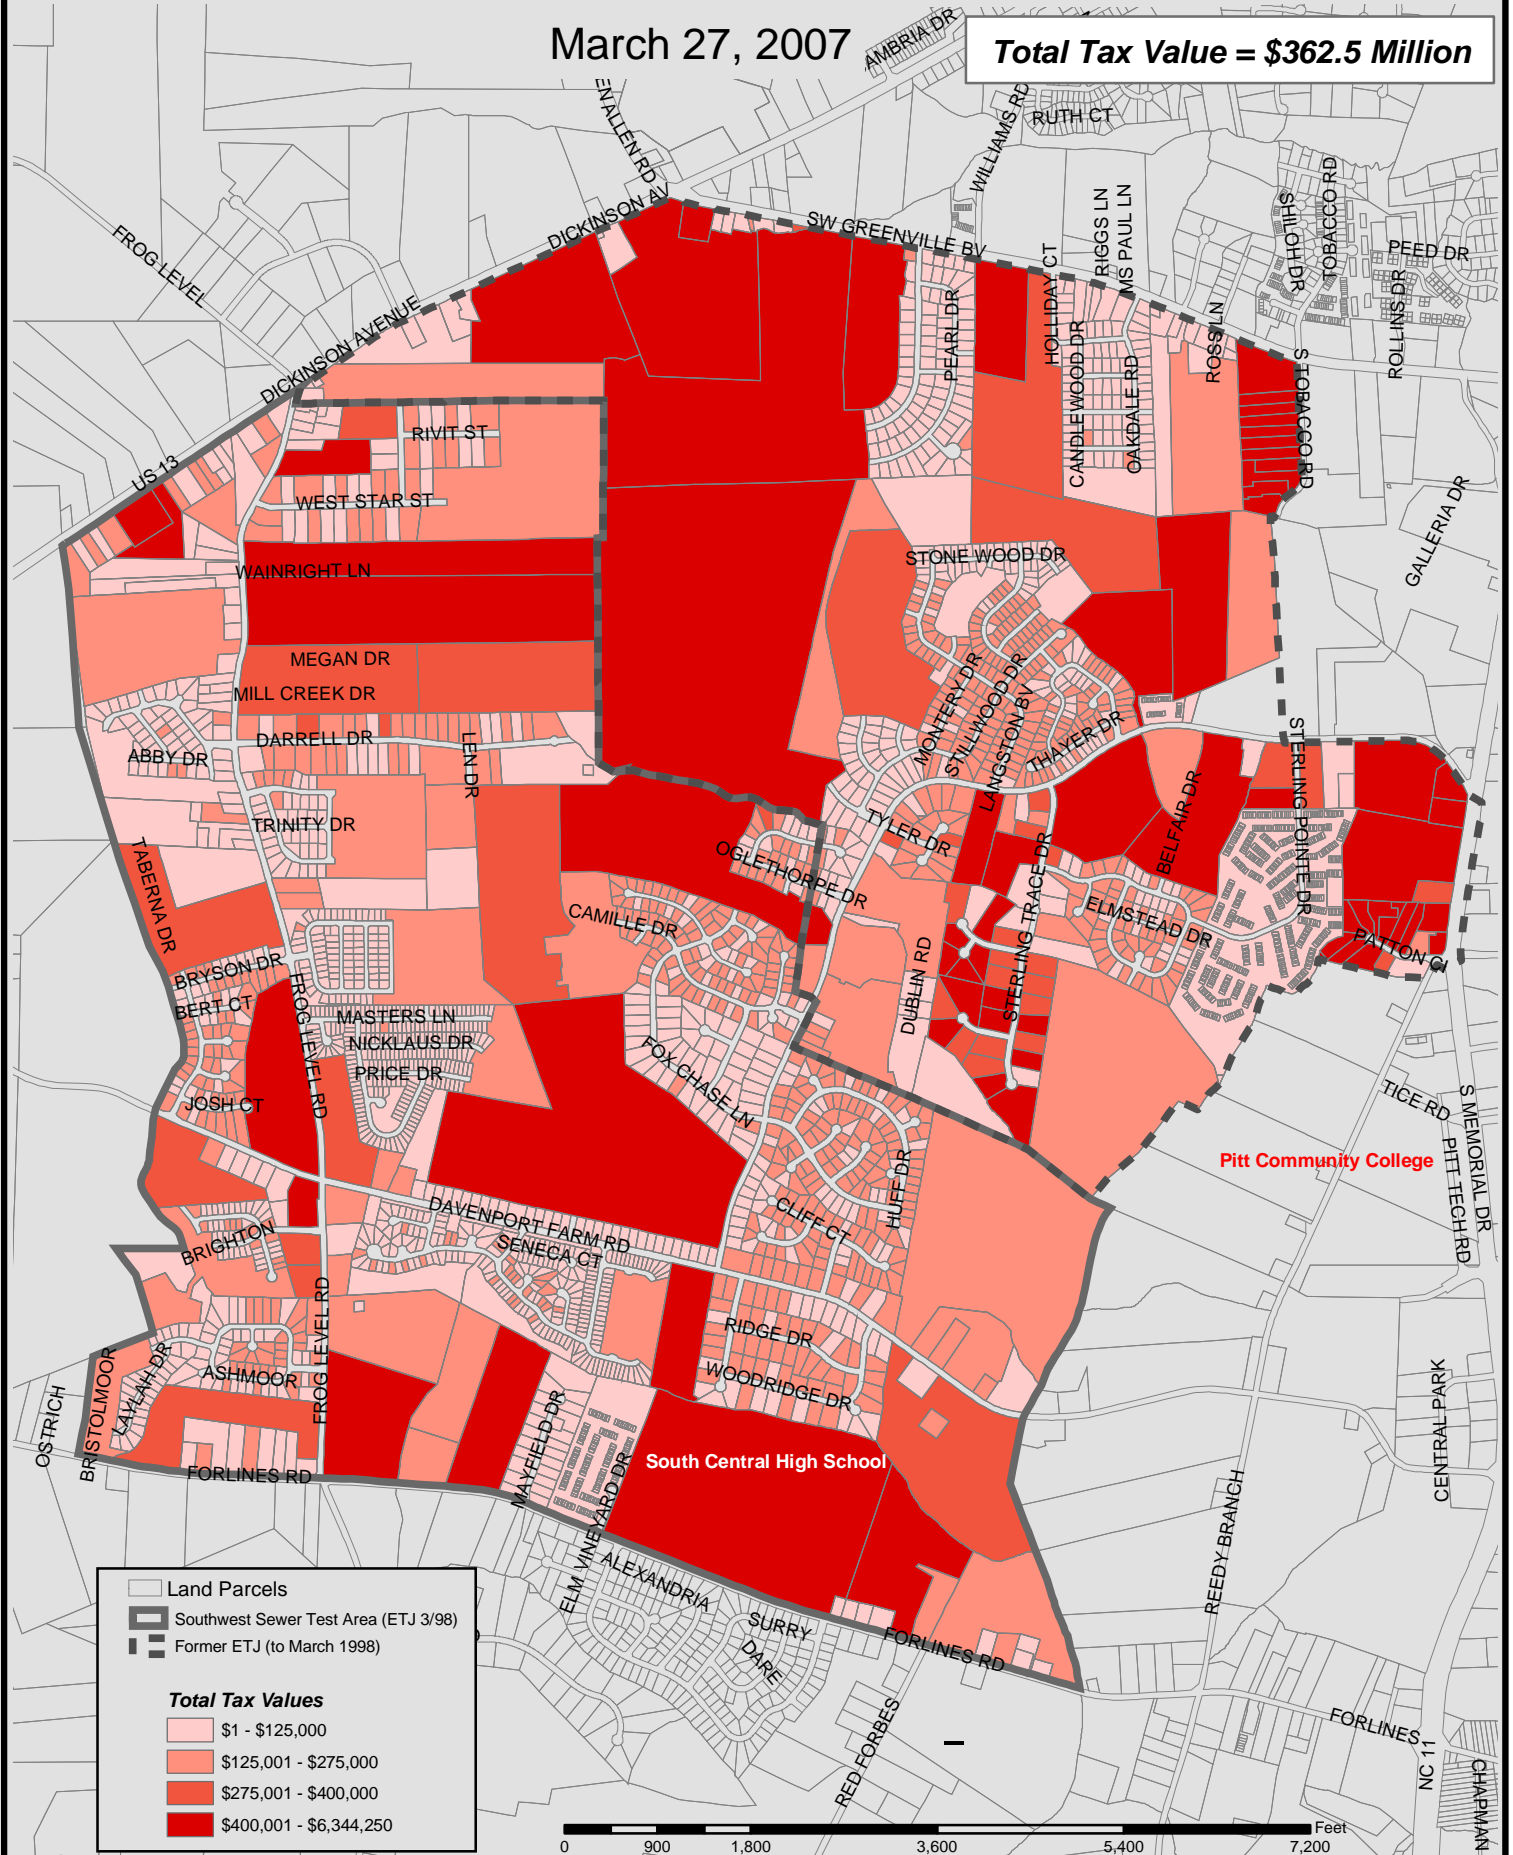 March 27, 2007
Total Tax Value = $362.5 Million
AMBRIA DR
EN ALLEN RD
WILLIAMS RD
RUTH CT
DICKINSON AV
SW GREENVILLE BV
RIGGS LN
MS PAUL LN
SHILOH DR
TOBACCO RD
PEED DR
FROG LEVEL
DICKINSON AVENUE
PEARL DR
HOLLIDAY CT
CANDLEWOOD DR
OAKDALE RD
ROSS LN
ROLLINS DR
S TOBACCO RD
RIVIT ST
US 13
WEST STAR ST
GALLERIA DR
WAINRIGHT LN
STONE WOOD DR
MEGAN DR
MILL CREEK DR
MONTERY DR
STILLWOOD DR
LANGSTON BV
THAYER DR
DARRELL DR
ABBY DR
LEN DR
STERLING POINTE DR
BELFAIR DR
TRINITY DR
TYLER DR
OGLETHORPE DR
TABERNA DR
CAMILLE DR
STERLING TRACE DR
ELMSTEAD DR
DUBLIN RD
PATTON CI
BRYSON DR
BERT CT
FROG LEVEL RD
MASTERS LN
NICKLAUS DR
PRICE DR
FOX CHASE LN
JOSH CT
TICE RD
S MEMORIAL DR
PITT TECH RD
Pitt Community College
HUFF DR
CLIFF CT
DAVENPORT FARM RD
SENECA CT
BRIGHTON
FROG LEVEL RD
RIDGE DR
WOODRIDGE DR
LAYLAH DR
ASHMOOR
BRISTOLMOOR
OSTRICH
MAYFIELD DR
CENTRAL PARK
South Central High School
FORLINES RD
ELM VINEYARD DR
REEDY BRANCH
ALEXANDRIA
SURRY
DARE
FORLINES RD
RED FORBES
FORLINES
NC 11
CHAPMAN
Land Parcels
Southwest Sewer Test Area (ETJ 3/98)
Former ETJ (to March 1998)
Total Tax Values
$1 - $125,000
$125,001 - $275,000
$275,001 - $400,000
$400,001 - $6,344,250
Feet
0 900 1,800 3,600 5,400 7,200